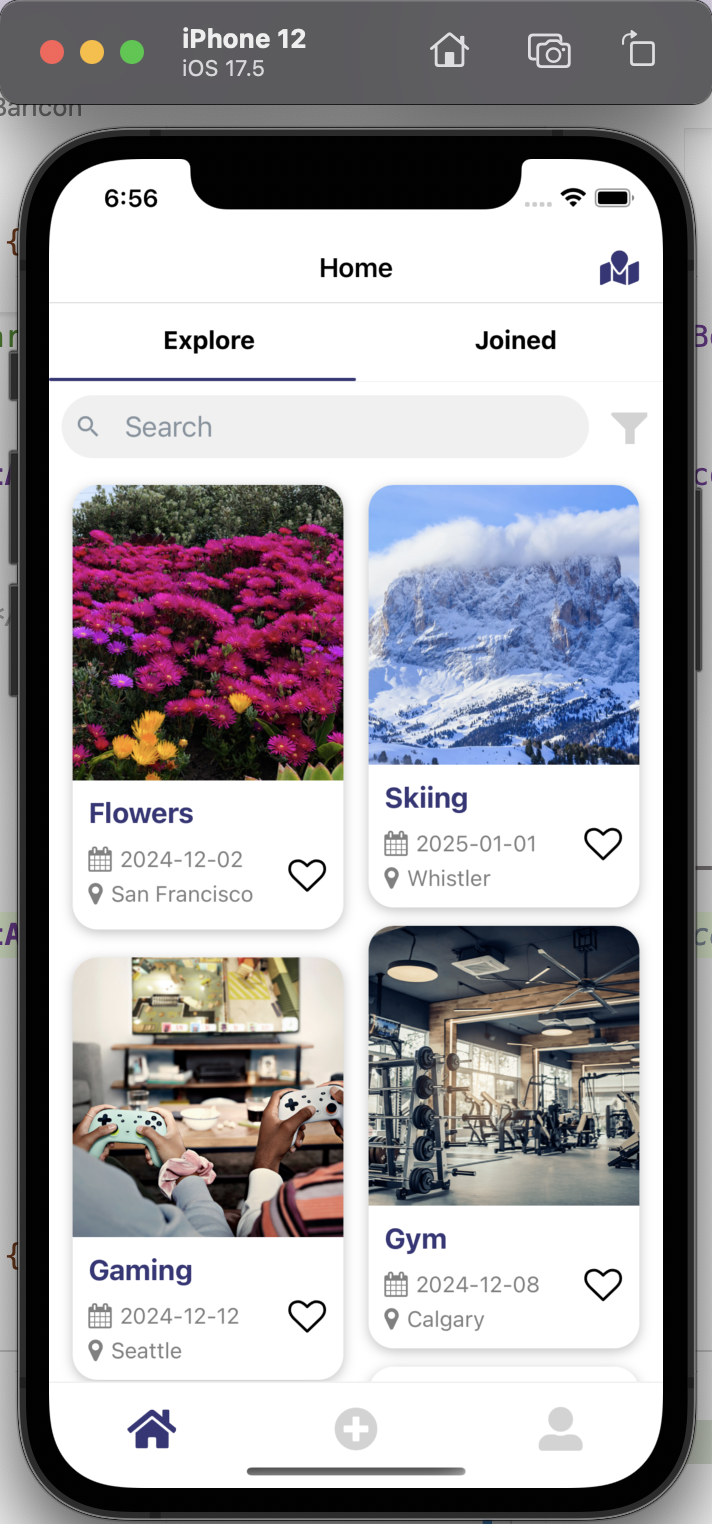 iPhone 12
iOS 17.5
BarIcon
6:56
Home
Explore
Joined
Search
Flowers
2024-12-02
San Francisco
Skiing
2025-01-01
Whistler
Gaming
2024-12-12
Seattle
Gym
2024-12-08
Calgary